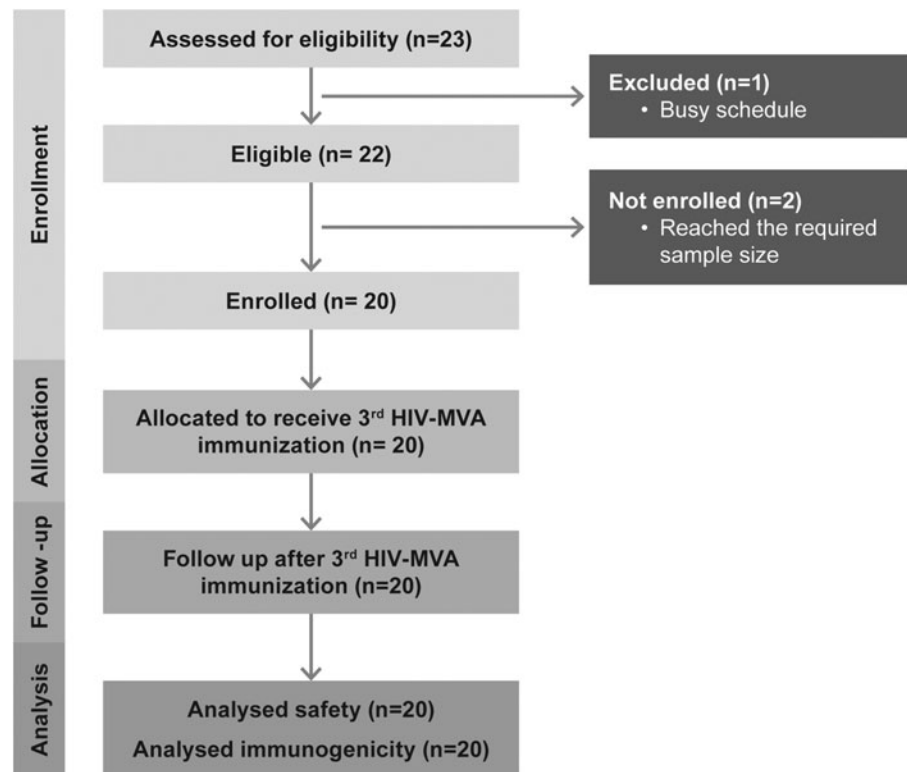 Enrollment
Assessed for eligibility (n=23)
Excluded (n=1)
• Busy schedule
Eligible (n= 22)
Not enrolled (n=2)
• Reached the required
sample size
Enrolled (n= 20)
Allocation
Allocated to receive 3rd HIV-MVA
immunization (n= 20)
Follow -up
Follow up after 3rd HIV-MVA
immunization (n=20)
Analysis
Analysed safety (n=20)
Analysed immunogenicity (n=20)